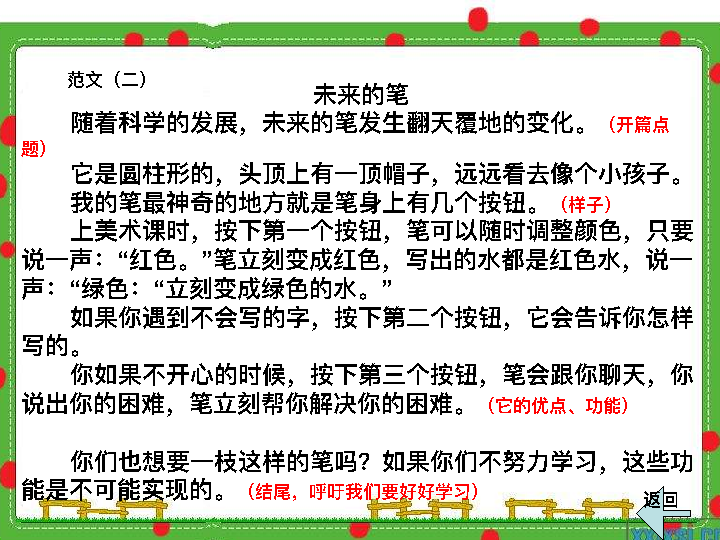 范文（二）
未来的笔
随着科学的发展，未来的笔发生翻天覆地的变化。（开篇点
题）
它是圆柱形的，头顶上有一顶帽子，远远看去像个小孩子。
我的笔最神奇的地方就是笔身上有几个按钮。（样子）
上美术课时，按下第一个按钮，笔可以随时调整颜色，只要
说一声：“红色。”笔立刻变成红色，写出的水都是红色水，说一
声：“绿色：“立刻变成绿色的水。”
如果你遇到不会写的字，按下第二个按钮，它会告诉你怎样
写的。
你如果不开心的时候，按下第三个按钮，笔会跟你聊天，你
说出你的困难，笔立刻帮你解决你的困难。（它的优点、功能）
你们也想要一枝这样的笔吗？如果你们不努力学习，这些功
能是不可能实现的。（结尾，呼吁我们要好好学习）
返回